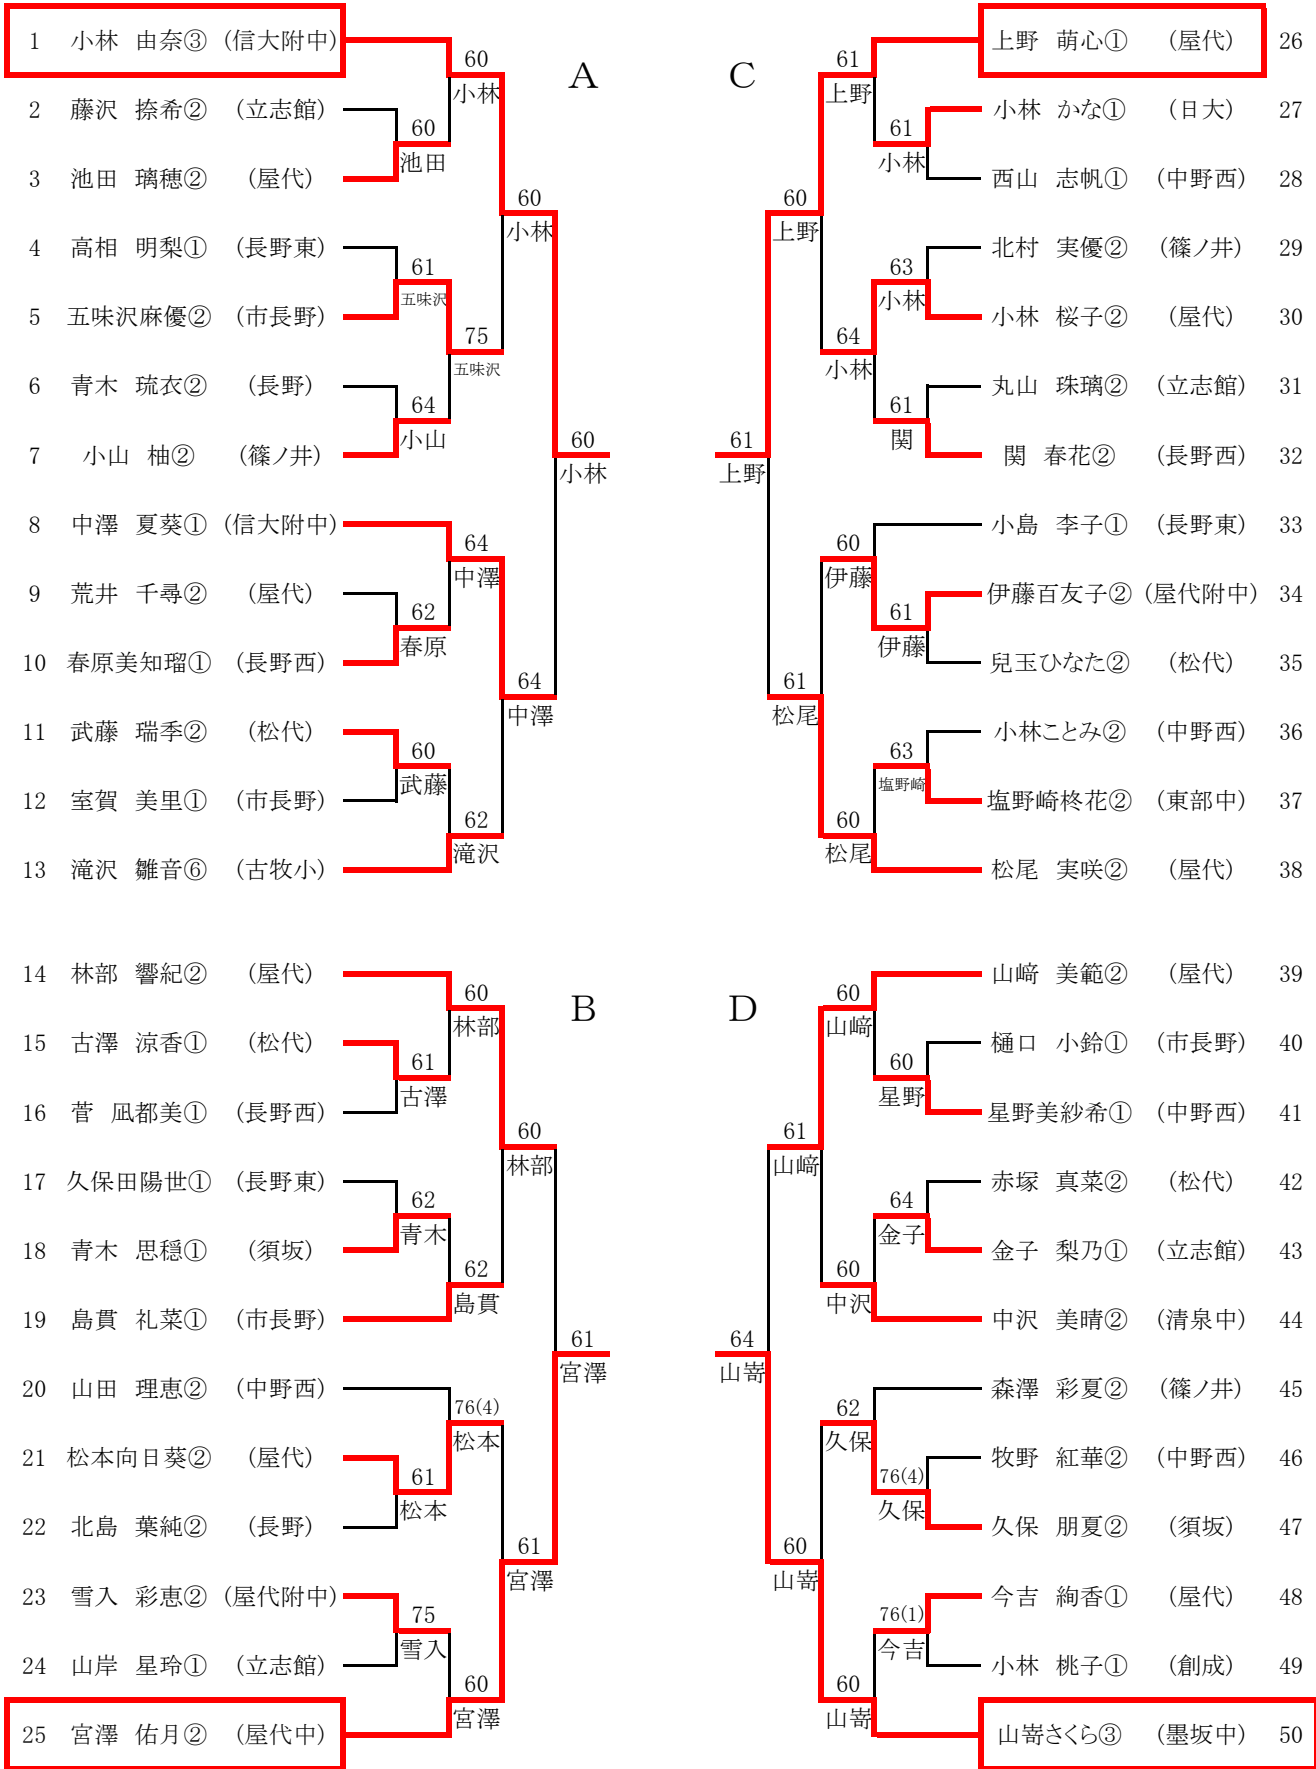 1 小林 由奈③ (信大附中)
60
小林
2 藤沢 捺希② (立志館)
60
池田
3 池田 璃穂② (屋代)
60
小林
4 高相 明梨① (長野東)
61
五味沢
5 五味沢麻優② (市長野)
75
五味沢
6 青木 琉衣② (長野)
64
小山
7 小山 柚② (篠ノ井)
60
小林
8 中澤 夏葵① (信大附中)
64
中澤
9 荒井 千尋② (屋代)
62
春原
10 春原美知瑠① (長野西)
64
中澤
11 武藤 瑞季② (松代)
60
武藤
12 室賀 美里① (市長野)
62
滝沢
13 滝沢 雛音⑥ (古牧小)
A
14 林部 響紀② (屋代)
60
林部
15 古澤 涼香① (松代)
61
古澤
16 菅 凪都美① (長野西)
60
林部
17 久保田陽世① (長野東)
62
青木
18 青木 思穏① (須坂)
62
島貫
19 島貫 礼菜① (市長野)
61
宮澤
20 山田 理恵② (中野西)
76(4)
松本
21 松本向日葵② (屋代)
61
松本
22 北島 葉純② (長野)
61
宮澤
23 雪入 彩恵② (屋代附中)
75
雪入
24 山岸 星玲① (立志館)
60
宮澤
25 宮澤 佑月② (屋代中)
B
C
上野 萌心① (屋代) 26
61
上野
小林 かな① (日大) 27
61
小林
西山 志帆① (中野西) 28
60
上野
北村 実優② (篠ノ井) 29
63
小林
小林 桜子② (屋代) 30
64
小林
丸山 珠璃② (立志館) 31
61
関
関 春花② (長野西) 32
61
上野
小島 李子① (長野東) 33
60
伊藤
伊藤百友子② (屋代附中) 34
61
伊藤
兒玉ひなた② (松代) 35
61
松尾
小林ことみ② (中野西) 36
63
塩野崎
塩野崎柊花② (東部中) 37
60
松尾
松尾 実咲② (屋代) 38
D
山﨑 美範② (屋代) 39
60
山﨑
樋口 小鈴① (市長野) 40
60
星野
星野美紗希① (中野西) 41
61
山﨑
赤塚 真菜② (松代) 42
64
金子
金子 梨乃① (立志館) 43
60
中沢
中沢 美晴② (清泉中) 44
64
山嵜
森澤 彩夏② (篠ノ井) 45
62
久保
牧野 紅華② (中野西) 46
76(4)
久保
久保 朋夏② (須坂) 47
60
山嵜
今吉 絢香① (屋代) 48
76(1)
今吉
小林 桃子① (創成) 49
60
山嵜
山嵜さくら③ (墨坂中) 50